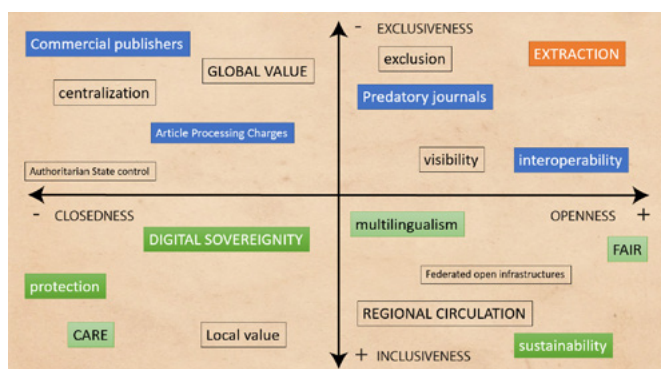 - EXCLUSIVENESS
Commercial publishers
exclusion
EXTRACTION
GLOBAL VALUE
centralization
Predatory journals
Article Processing Charges
visibility
interoperability
Authoritarian State control
- CLOSEDNESS
OPENNESS +
multilingualism
DIGITAL SOVEREIGNITY
FAIR
Federated open infrastructures
protection
REGIONAL CIRCULATION
CARE
Local value
sustainability
+ INCLUSIVENESS